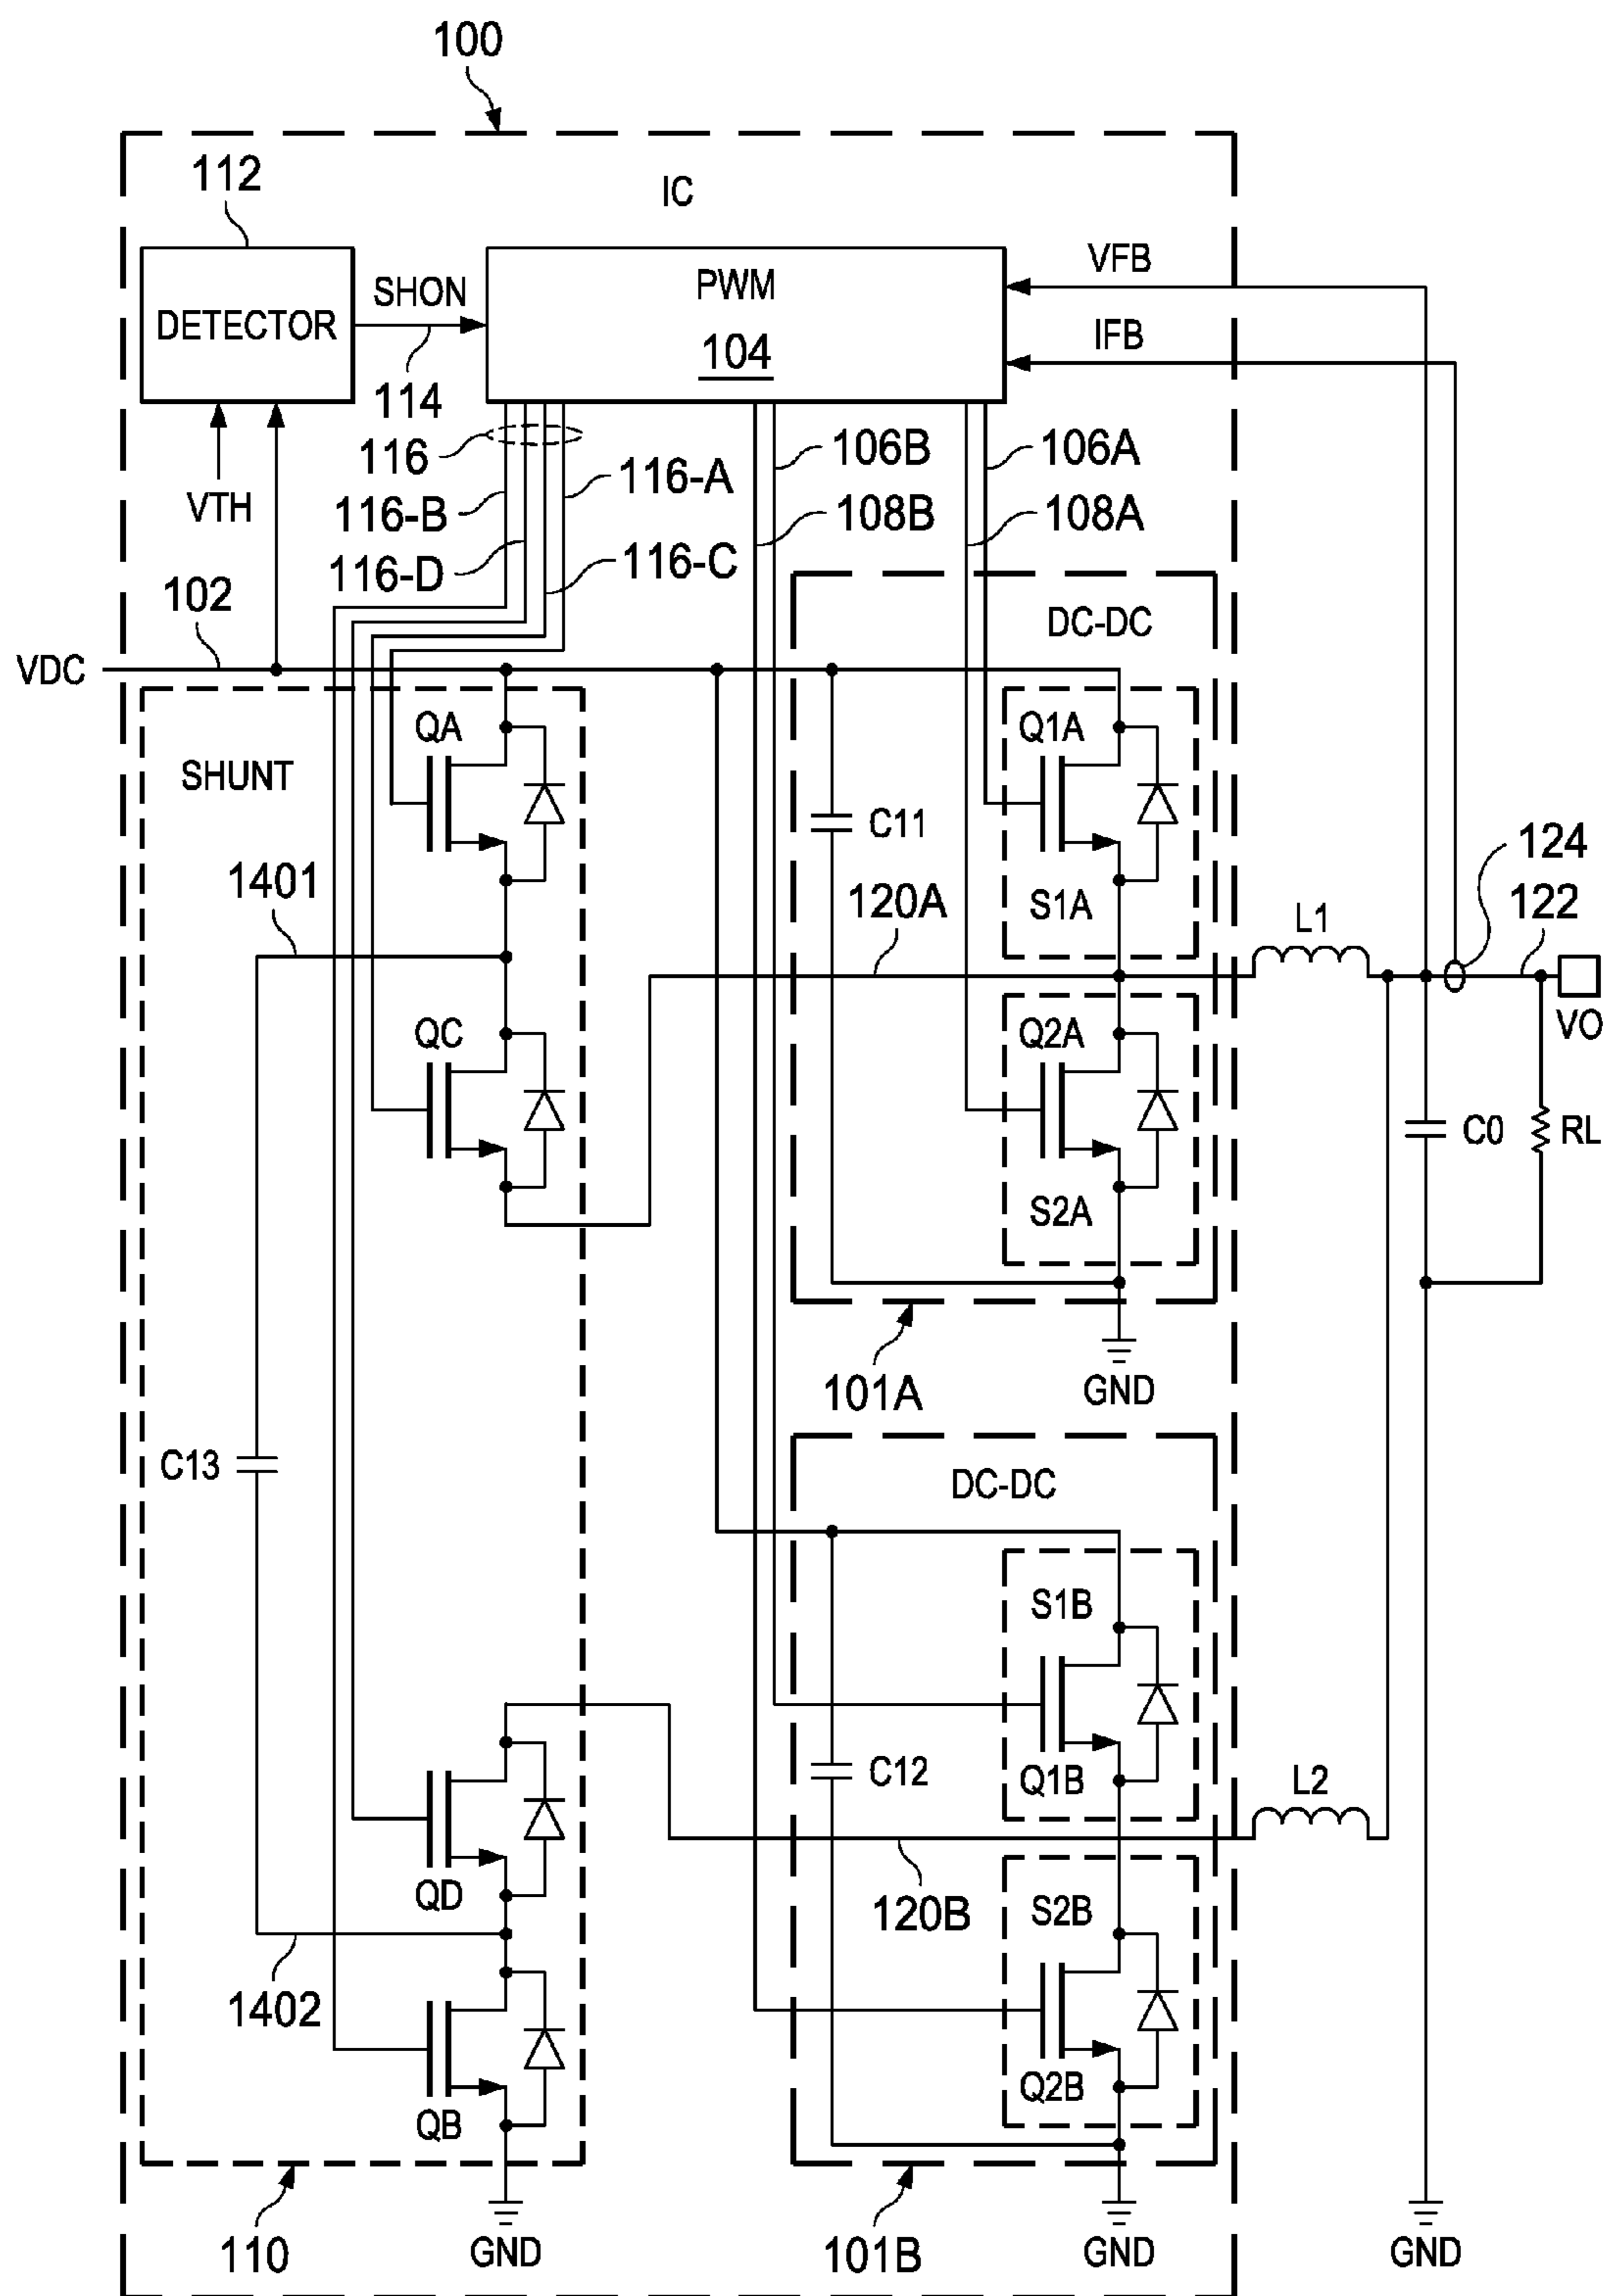 100
112
IC
DETECTOR
SHON
114
PWM
104
VFB
IFB
VTH
116
116-B
116-D
116-A
116-C
106B
108B
106A
108A
102
VDC
DC-DC
SHUNT
QA
Q1A
C11
S1A
1401
120A
L1
124
122
VO
QC
Q2A
S2A
C0
RL
101A
GND
C13
DC-DC
S1B
Q1B
C12
L2
QD
120B
S2B
1402
Q2B
QB
110
GND
101B
GND
GND